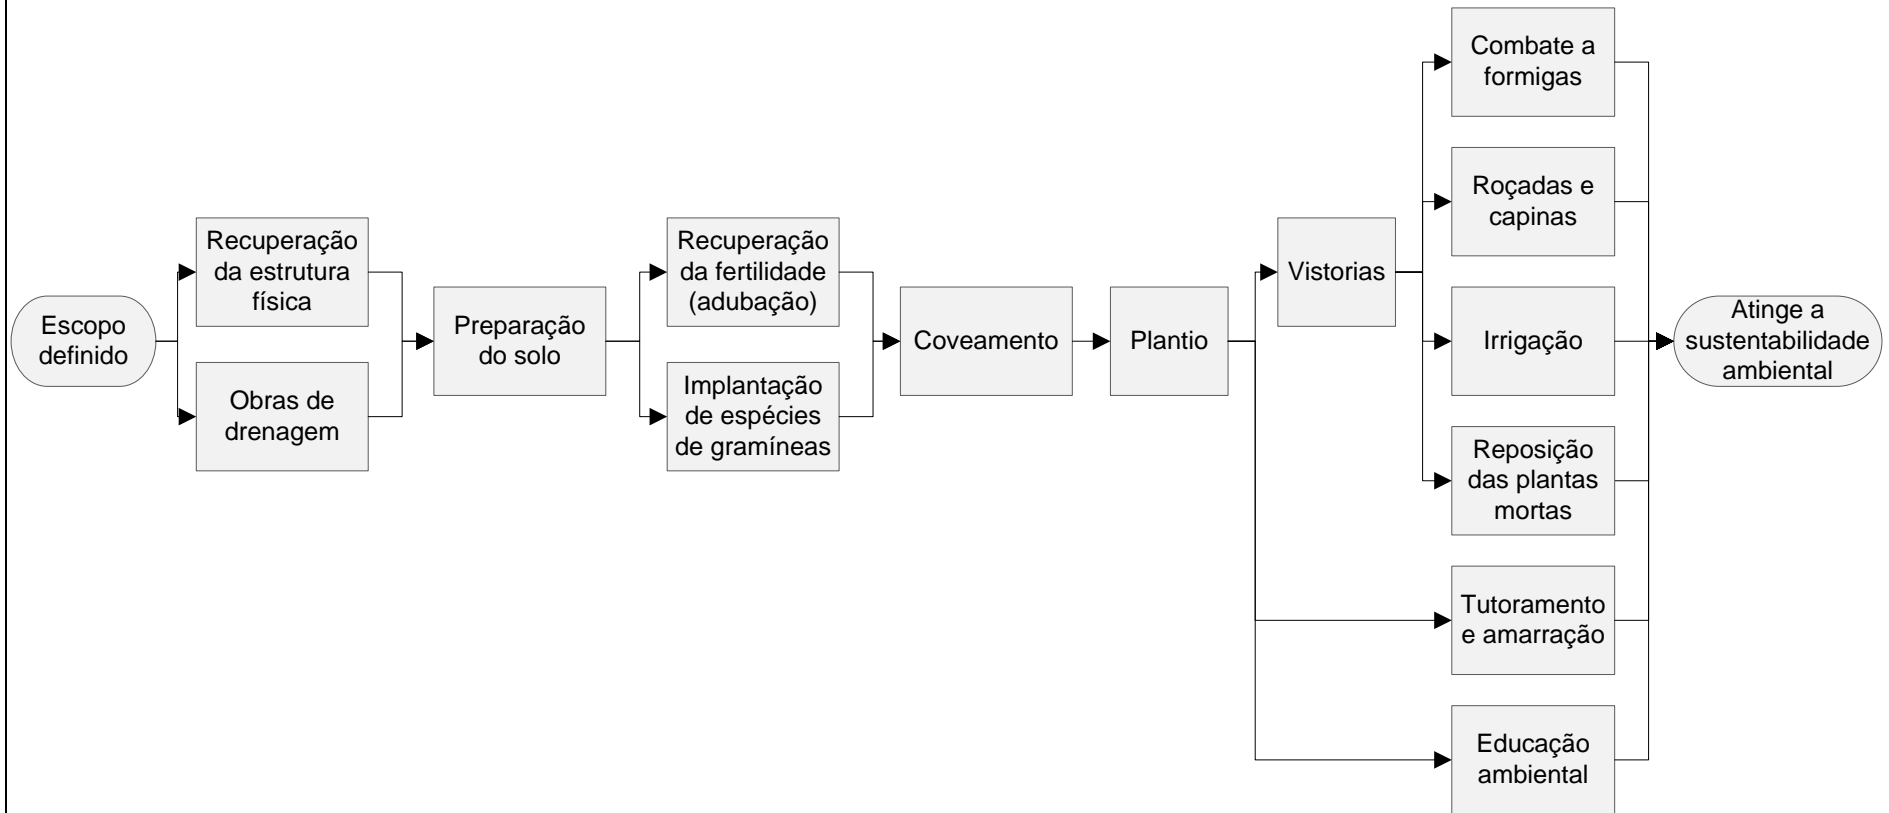 Escopo
definido
Recuperação
da estrutura
física
Obras de
drenagem
Preparação
do solo
Recuperação
da fertilidade
(adubação)
Implantação
de espécies
de gramíneas
Coveamento
Plantio
Vistorias
Combate a
formigas
Roçadas e
capinas
Irrigação
Reposição
das plantas
mortas
Tutoramento
e amarração
Educação
ambiental
Atinge a
sustentabilidade
ambiental